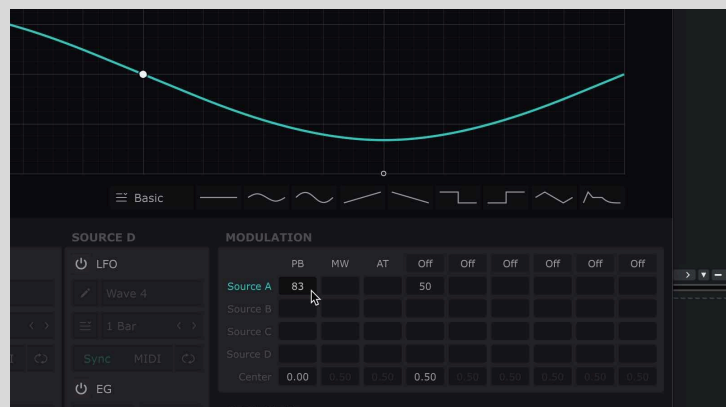 Basic
SOURCE D
LFO
Wave 4
1 Bar
Sync MIDI
EG
MODULATION
PB MW AT Off Off Off Off Off Off
Source A 83 50
Source B
Source C
Source D
Center 0.00 0.50 0.50 0.50 0.50 0.50 0.50 0.50 0.50